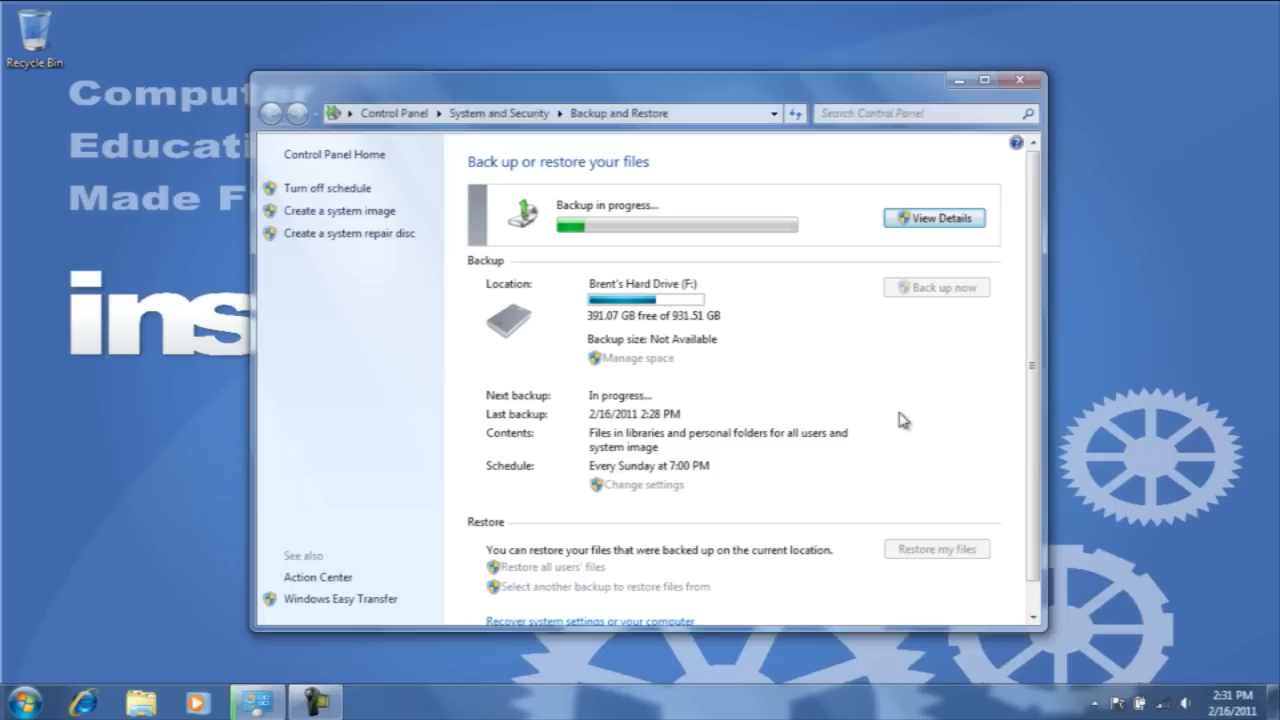 Recycle Bin
Comput
Educati
Made F
ins
Control Panel
System and Security
Backup and Restore
Search Control Panel
Control Panel Home
Turn off schedule
Create a system image
Create a system repair disc
See also
Action Center
Windows Easy Transfer
Back up or restore your files
Backup in progress...
View Details
Backup
Location:
Brent's Hard Drive (F:)
Back up now
391.07 GB free of 931.51 GB
Backup size: Not Available
Manage space
Next backup:
In progress...
Last backup:
2/16/2011 2:28 PM
Contents:
Files in libraries and personal folders for all users and
system image
Schedule:
Every Sunday at 7:00 PM
Change settings
Restore
You can restore your files that were backed up on the current location.
Restore my files
Restore all users' files
Select another backup to restore files from
Recover system settings or your computer
2:31 PM
2/16/2011